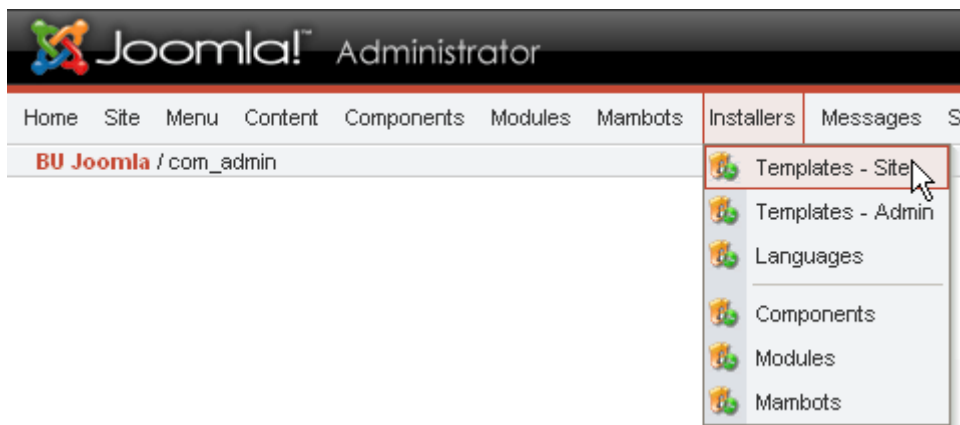 Joomla!™ Administrator
Home Site Menu Content Components Modules Mambots Installers Messages S
BU Joomla / com_admin
Templates - Site
Templates - Admin
Languages
Components
Modules
Mambots